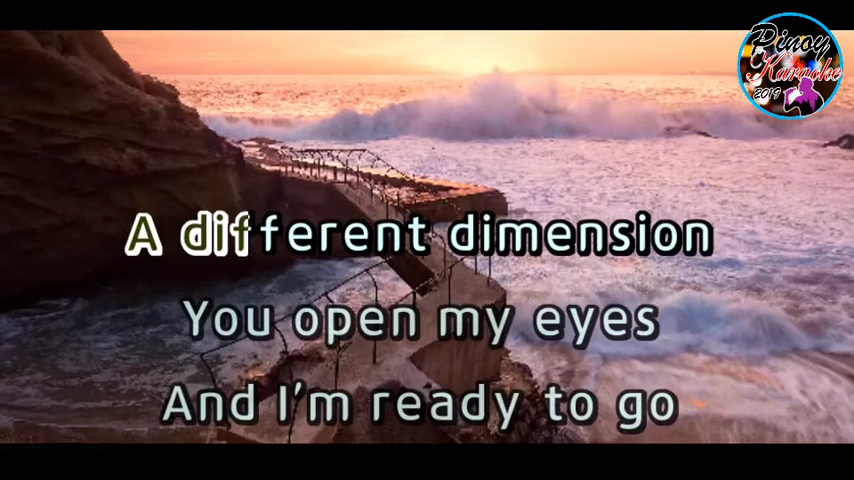 Pinoy
Karaoke
2019
A different dimension
You open my eyes
And I'm ready to go